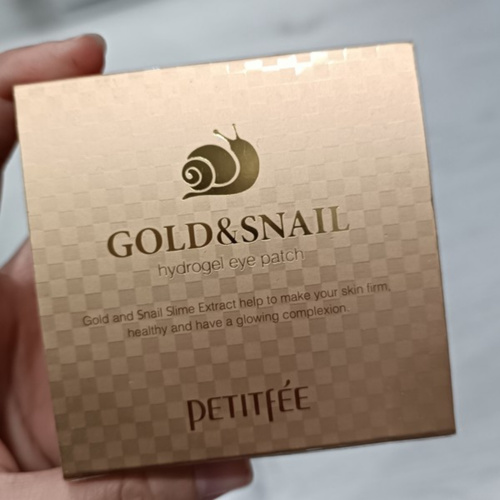 GOLD&SNAIL
hydrogel eye patch
Gold and Snail Slime Extract help to make your skin firm,
healthy and have a glowing complexion.
PETITFÉE